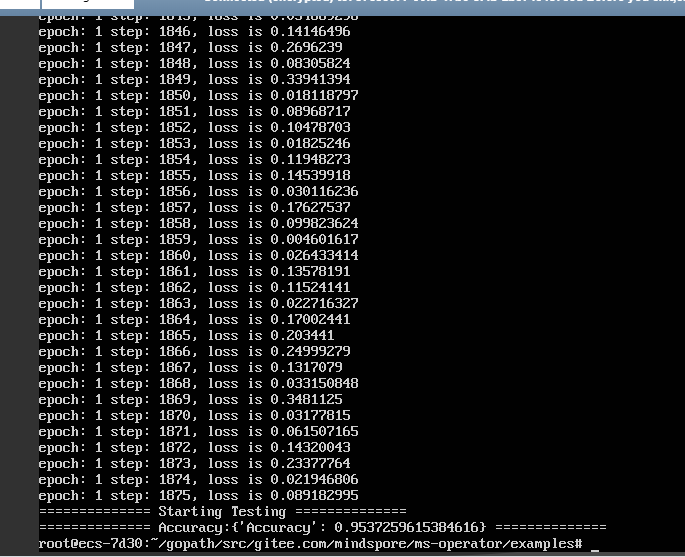 epoch: 1 step: 1846, loss is 0.14146496
epoch: 1 step: 1847, loss is 0.2696239
epoch: 1 step: 1848, loss is 0.08305824
epoch: 1 step: 1849, loss is 0.33941394
epoch: 1 step: 1850, loss is 0.018118797
epoch: 1 step: 1851, loss is 0.08968717
epoch: 1 step: 1852, loss is 0.10478703
epoch: 1 step: 1853, loss is 0.01825246
epoch: 1 step: 1854, loss is 0.11948273
epoch: 1 step: 1855, loss is 0.14539918
epoch: 1 step: 1856, loss is 0.030116236
epoch: 1 step: 1857, loss is 0.17627537
epoch: 1 step: 1858, loss is 0.099823624
epoch: 1 step: 1859, loss is 0.004601617
epoch: 1 step: 1860, loss is 0.026433414
epoch: 1 step: 1861, loss is 0.13578191
epoch: 1 step: 1862, loss is 0.11524141
epoch: 1 step: 1863, loss is 0.022716327
epoch: 1 step: 1864, loss is 0.17002441
epoch: 1 step: 1865, loss is 0.203441
epoch: 1 step: 1866, loss is 0.24999279
epoch: 1 step: 1867, loss is 0.1317079
epoch: 1 step: 1868, loss is 0.033150848
epoch: 1 step: 1869, loss is 0.3481125
epoch: 1 step: 1870, loss is 0.03177815
epoch: 1 step: 1871, loss is 0.061507165
epoch: 1 step: 1872, loss is 0.14320043
epoch: 1 step: 1873, loss is 0.23377764
epoch: 1 step: 1874, loss is 0.021946806
epoch: 1 step: 1875, loss is 0.089182995
============== Starting Testing ==============
============== Accuracy:{'Accuracy': 0.9537259615384616} ==============
root@ecs-7d30:~/gopath/src/gitee.com/mindspore/ms-operator/examples# _